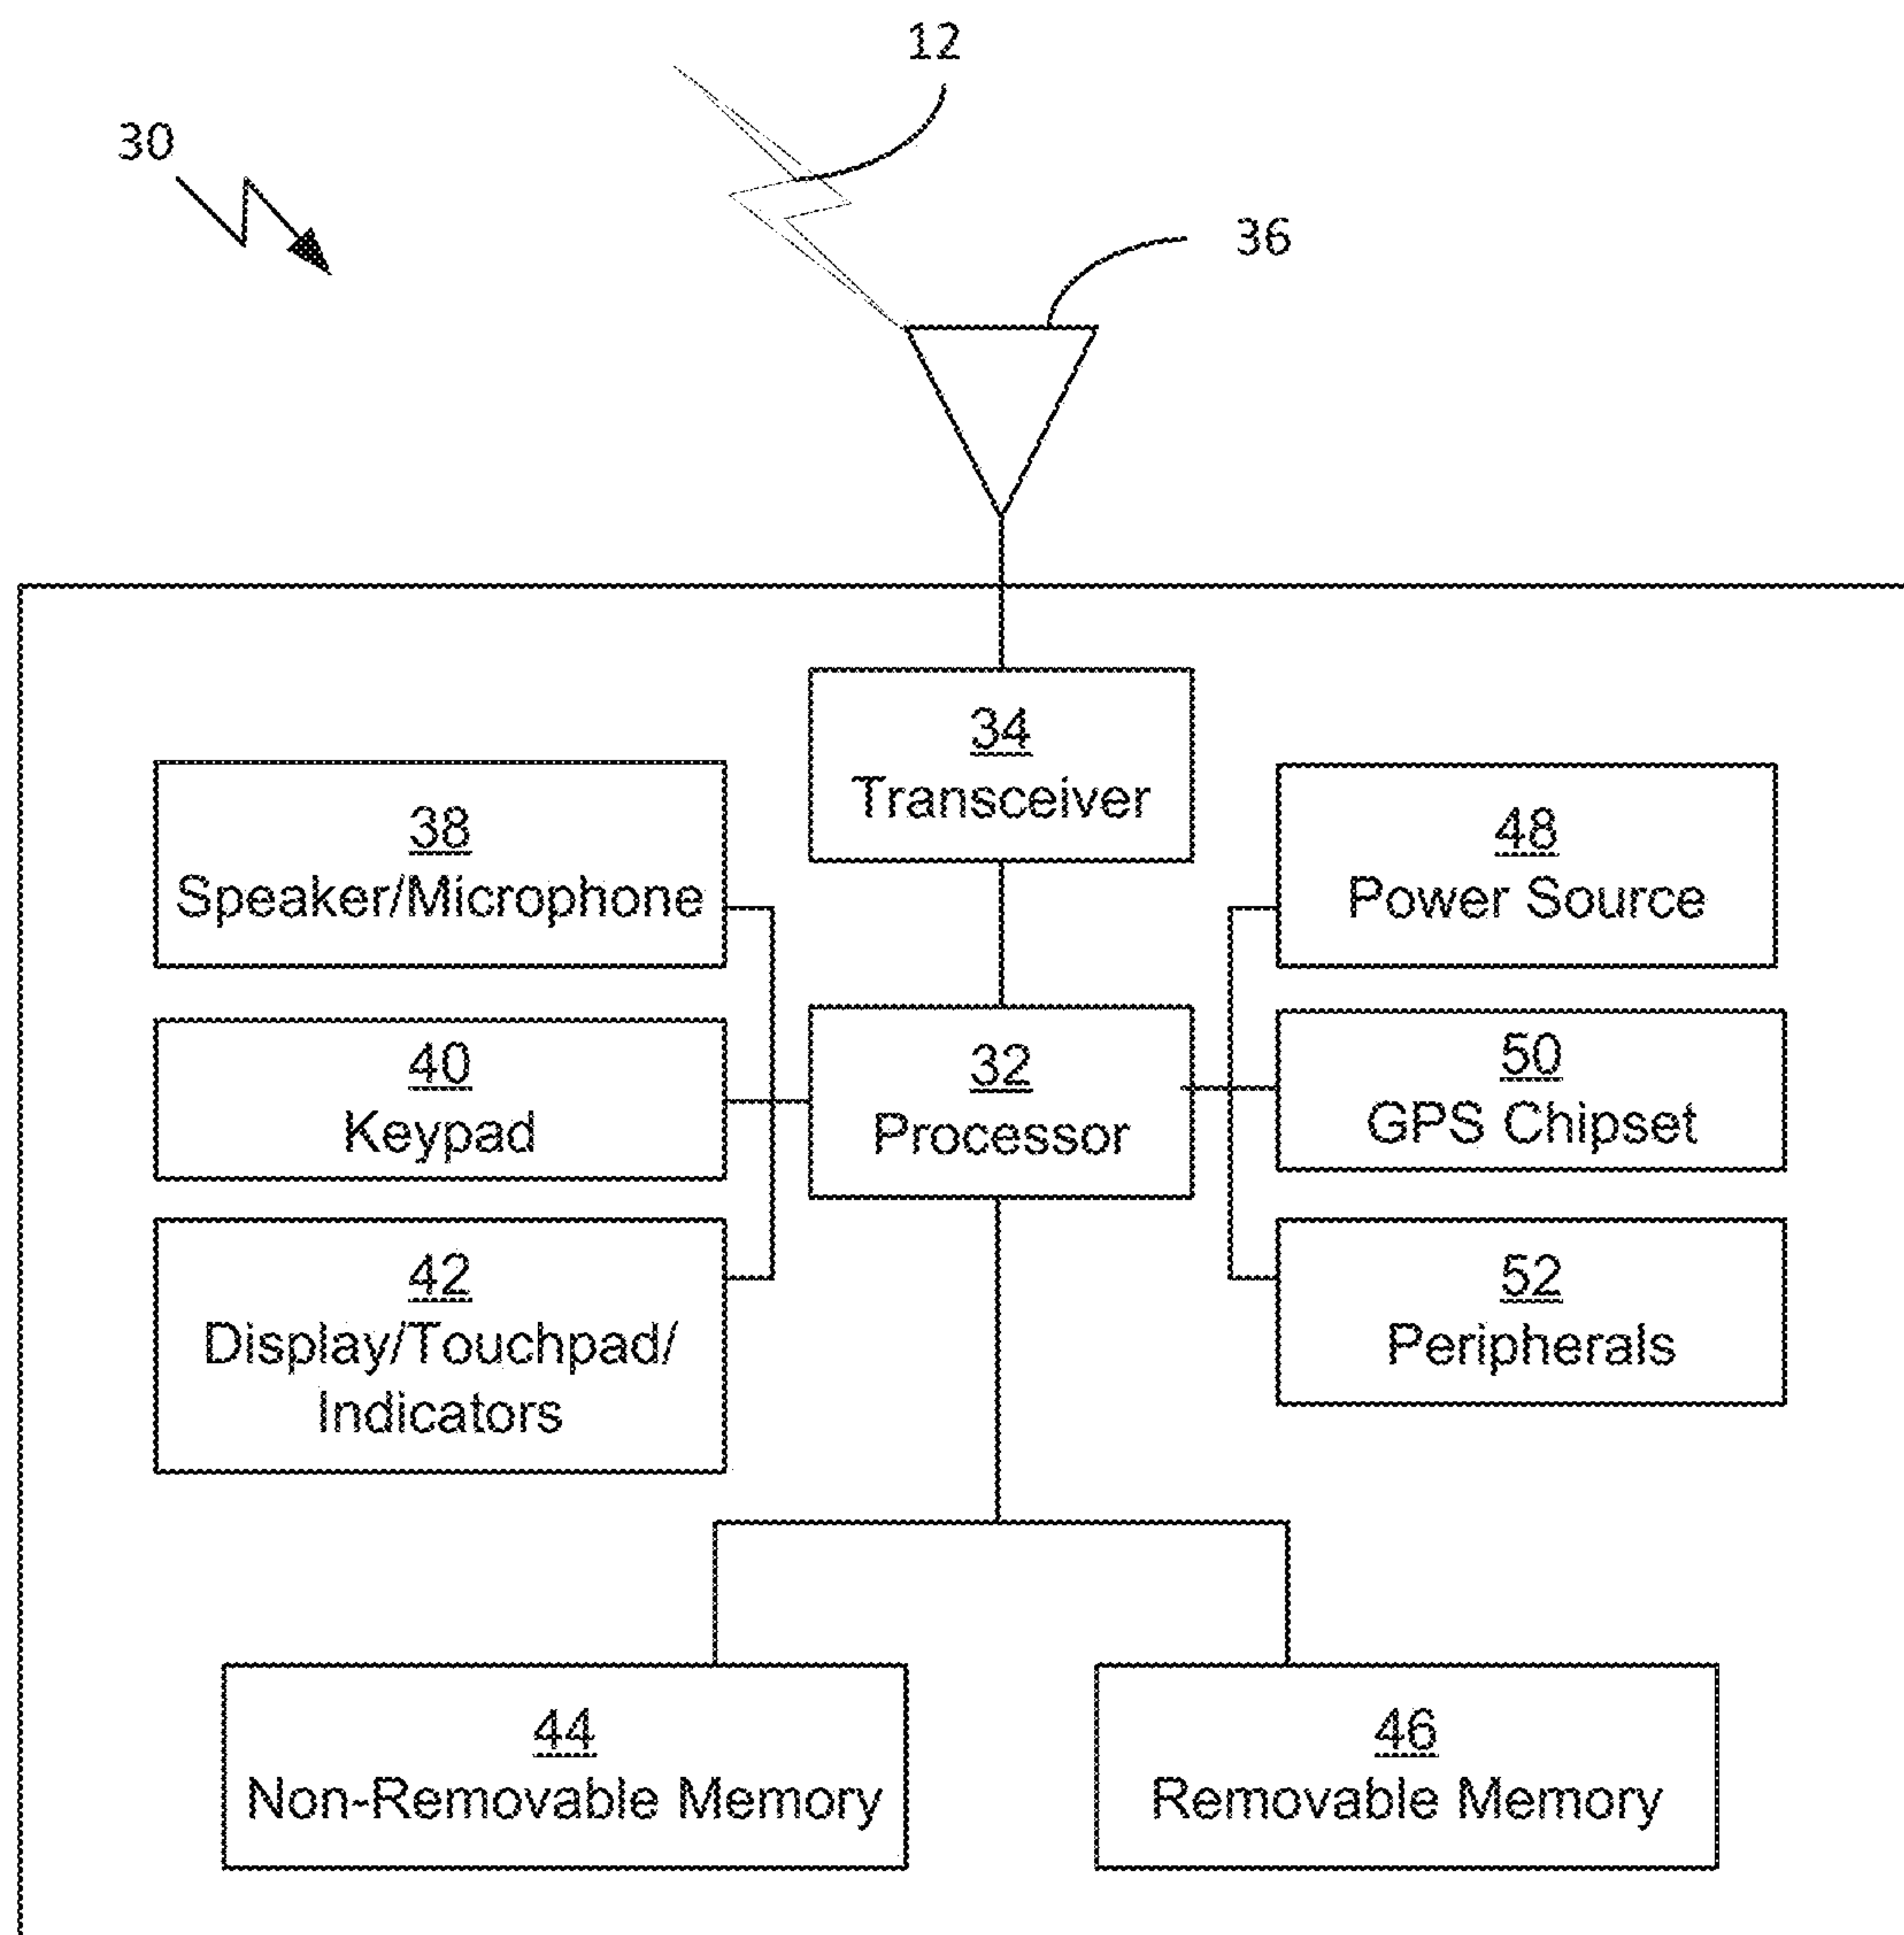 12
30
36
34
Transceiver
38
Speaker/Microphone
48
Power Source
40
Keypad
32
Processor
50
GPS Chipset
42
Display/Touchpad/
Indicators
52
Peripherals
44
Non-Removable Memory
46
Removable Memory